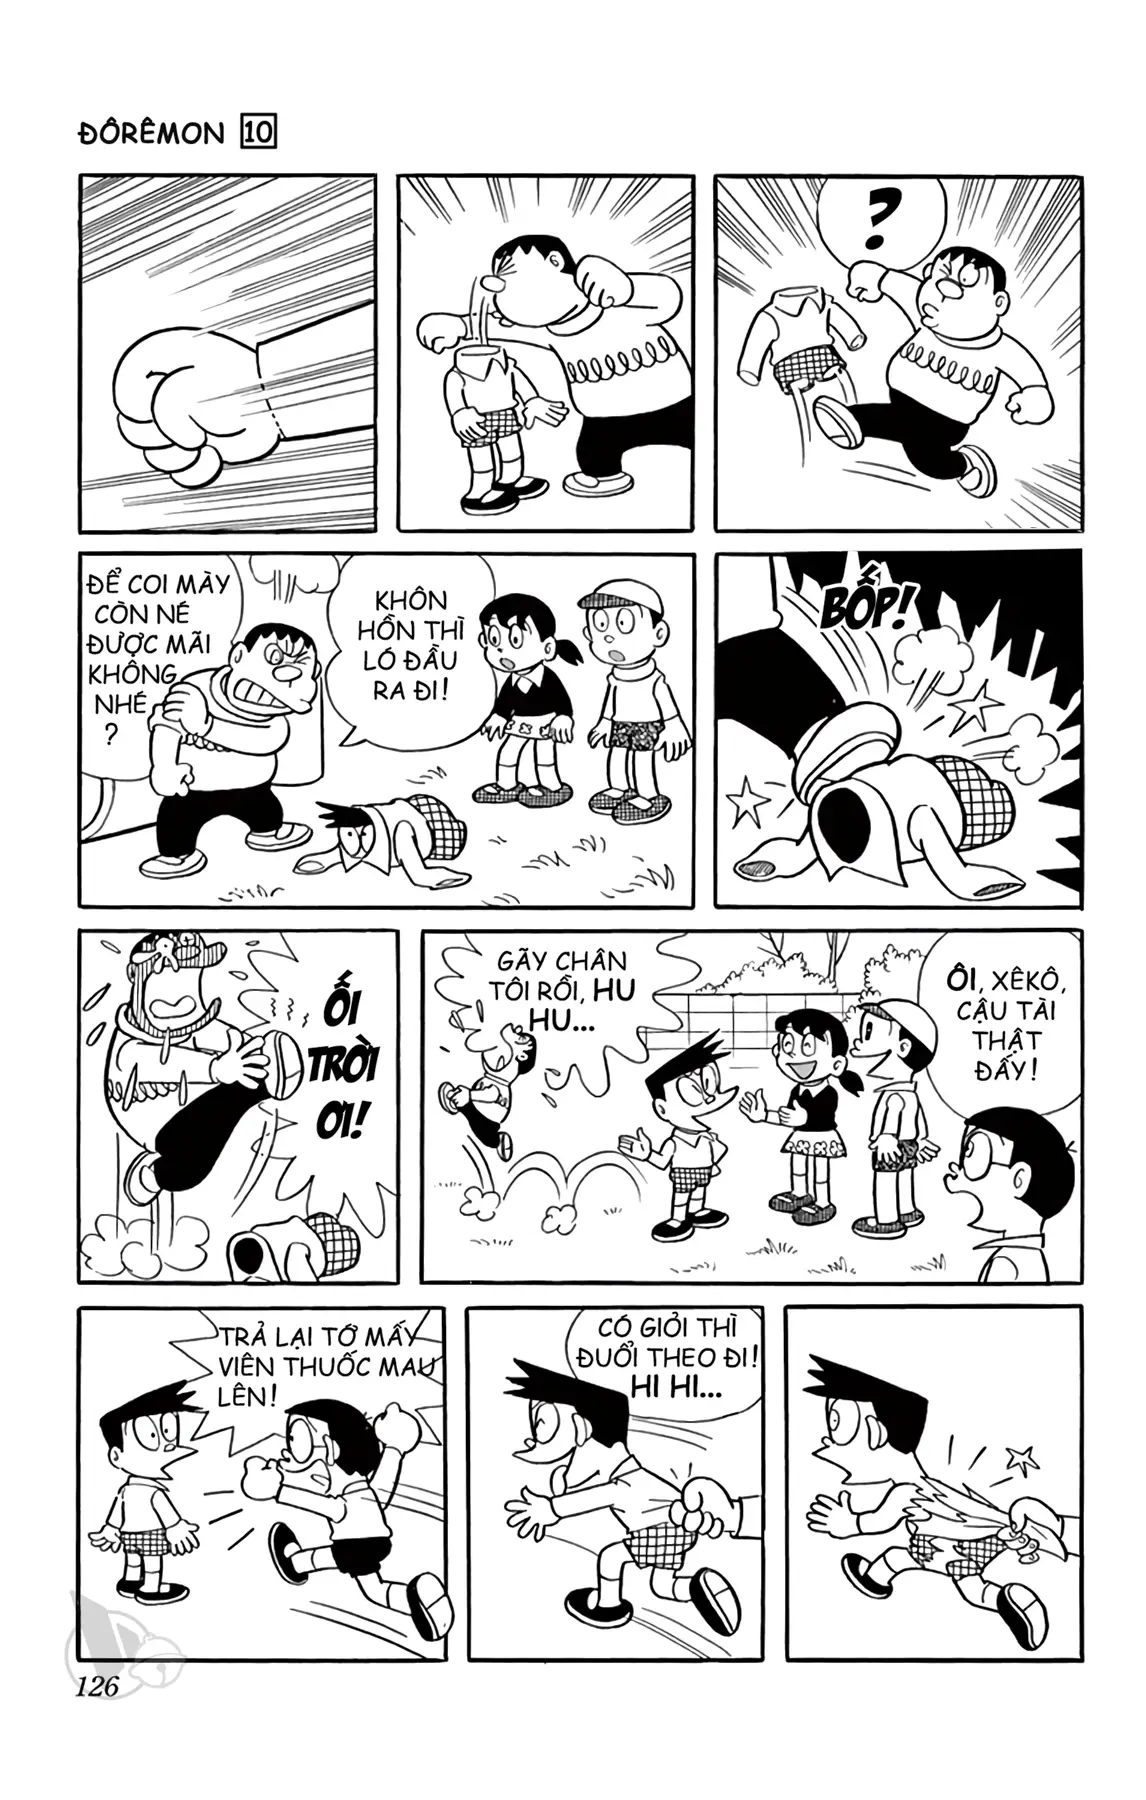 ĐÔRÊMON 10
?
ĐỂ COI MÀY
CÒN NÉ
ĐƯỢC MÃI
KHÔNG
NHÉ
?
KHÔN
HỒN THÌ
LÓ ĐẦU
RA ĐI!
BỐP!
ỐI
TRỜI
ƠI!
GÃY CHÂN
TÔI RỒI, HU
HU...
ÔI, XÊKÔ,
CẬU TÀI
THẬT
ĐẤY!
TRẢ LẠI TỚ MẤY
VIÊN THUỐC MAU
LÊN!
CÓ GIỎI THÌ
ĐUỔI THEO ĐI!
HI HI...
126